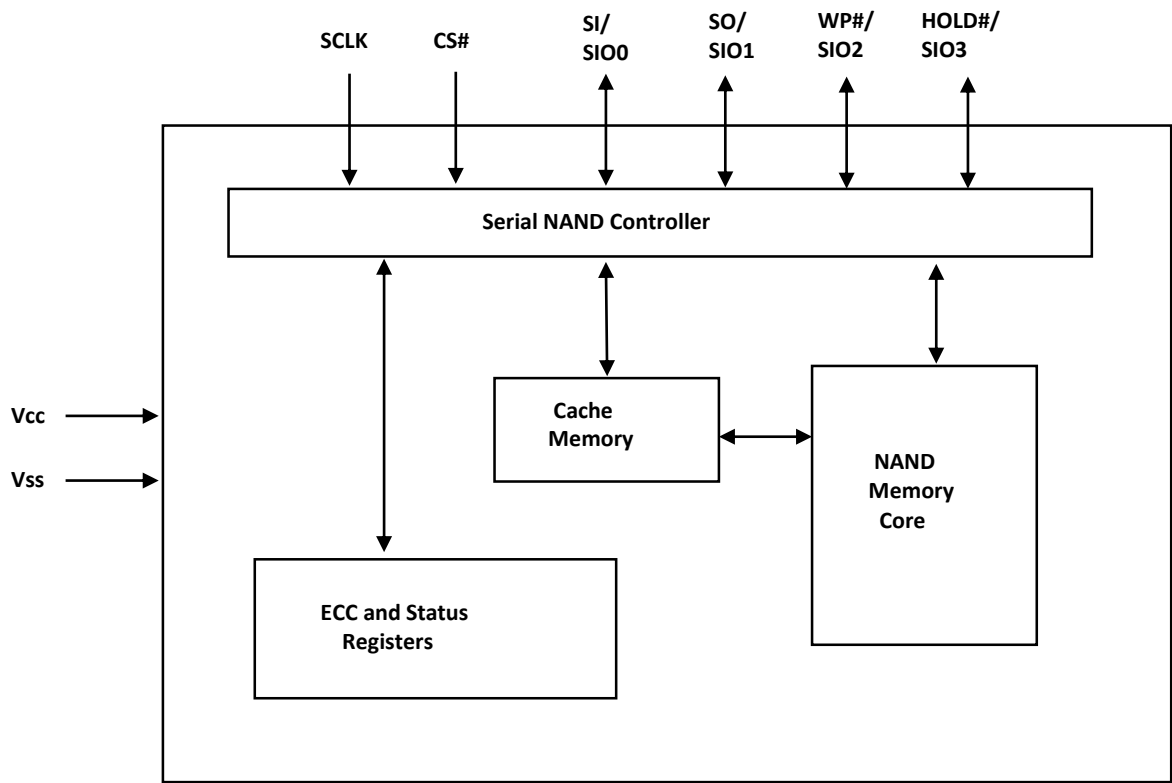 SCLK
CS#
SI/
SIO0
SO/
SIO1
WP#/
SIO2
HOLD#/
SIO3
Serial NAND Controller
Vcc
Vss
Cache
Memory
NAND
Memory
Core
ECC and Status
Registers